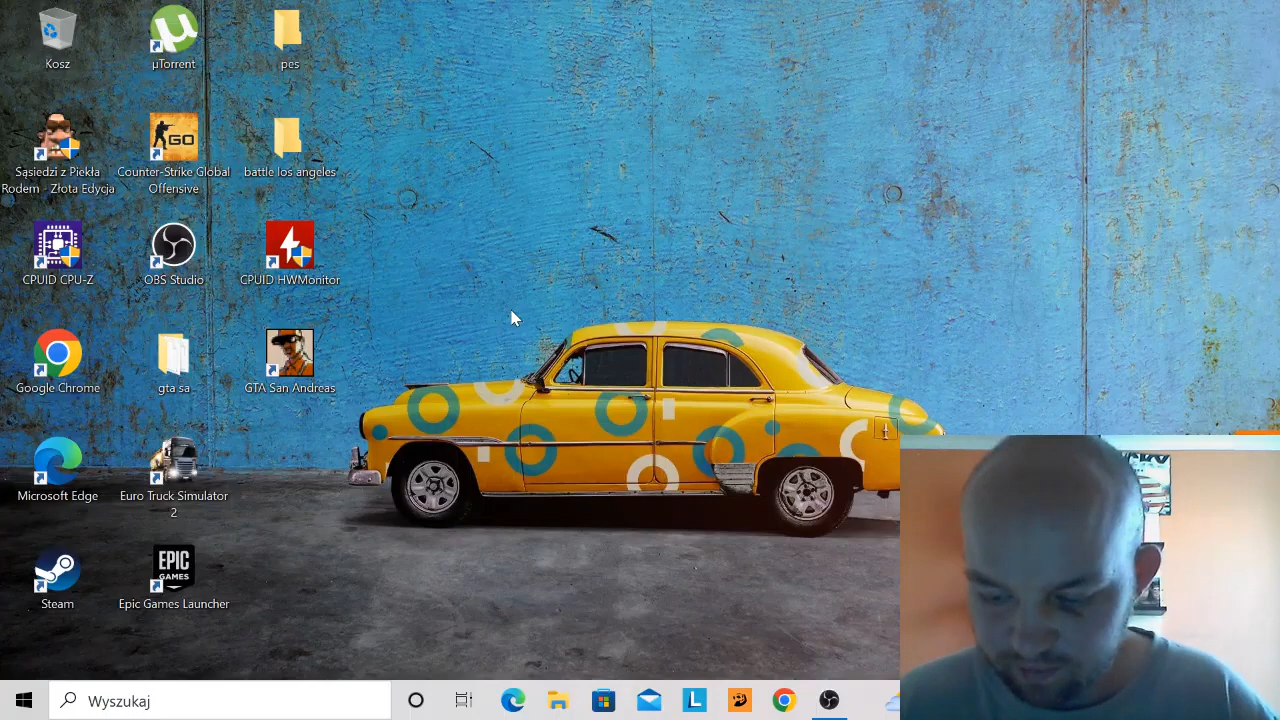 Kosz
µTorrent
pes
Sąsiedzi z Piekła
Rodem - Złota Edycja
GO
Counter-Strike Global
Offensive
battle los angeles
CPUID CPU-Z
OBS Studio
CPUID HWMonitor
Google Chrome
gta sa
GTA San Andreas
Microsoft Edge
Euro Truck Simulator
2
Steam
EPIC
GAMES
Epic Games Launcher
Wyszukaj
L